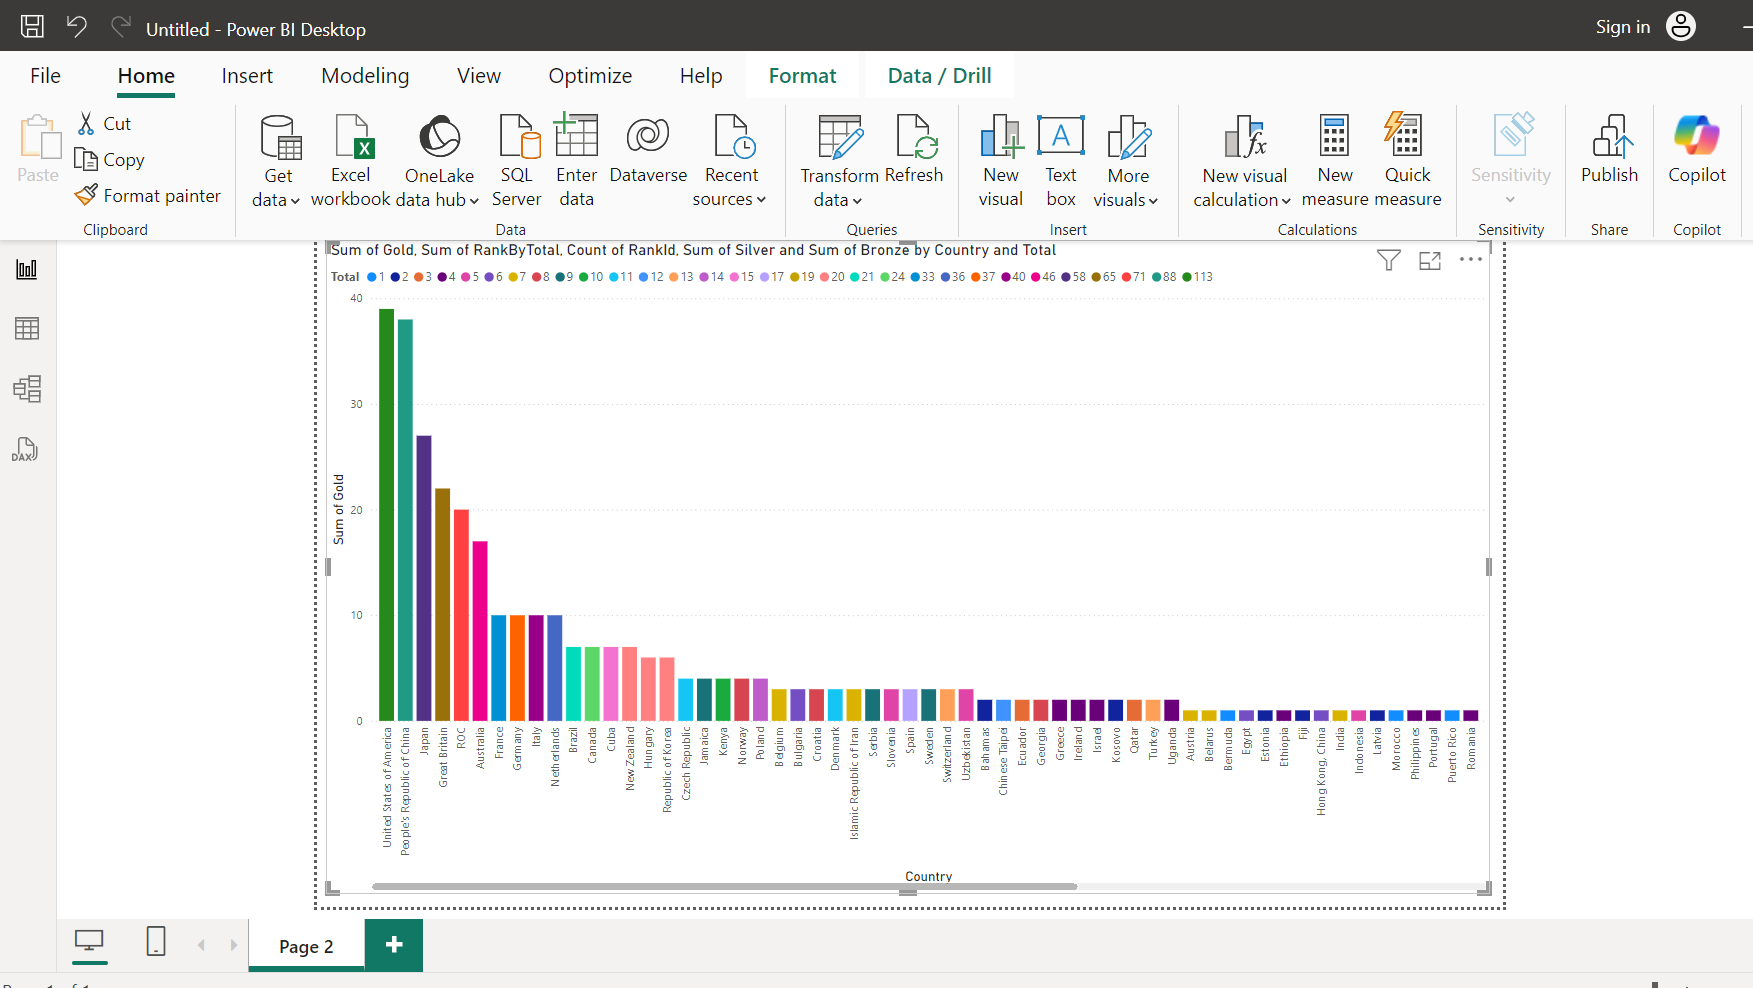 Untitled - Power BI Desktop
Sign in
File Home Insert Modeling View Optimize Help Format Data / Drill
Paste
Cut
Copy
Format painter
Clipboard
Get data
Excel workbook
OneLake data hub
SQL Server
Enter data
Dataverse
Recent sources
Data
Transform data
Refresh
Queries
New visual
Text box
More visuals
Insert
New visual calculation
New measure
Quick measure
Calculations
Sensitivity
Sensitivity
Publish
Share
Copilot
Copilot
DAX
Sum of Gold, Sum of RankByTotal, Count of RankId, Sum of Silver and Sum of Bronze by Country and Total
Total 1 2 3 4 5 6 7 8 9 10 11 12 13 14 15 17 19 20 21 24 33 36 37 40 46 58 65 71 88 113
40
30
20
10
0
Sum of Gold
United States of America
People's Republic of China
Japan
Great Britain
ROC
Australia
France
Germany
Italy
Netherlands
Brazil
Canada
Cuba
New Zealand
Hungary
Republic of Korea
Czech Republic
Jamaica
Kenya
Norway
Poland
Belgium
Bulgaria
Croatia
Denmark
Islamic Republic of Iran
Serbia
Slovenia
Spain
Sweden
Switzerland
Uzbekistan
Bahamas
Chinese Taipei
Ecuador
Georgia
Greece
Ireland
Israel
Kosovo
Qatar
Turkey
Uganda
Austria
Belarus
Bermuda
Egypt
Estonia
Ethiopia
Fiji
Hong Kong, China
India
Indonesia
Latvia
Morocco
Philippines
Portugal
Puerto Rico
Romania
Country
Page 2